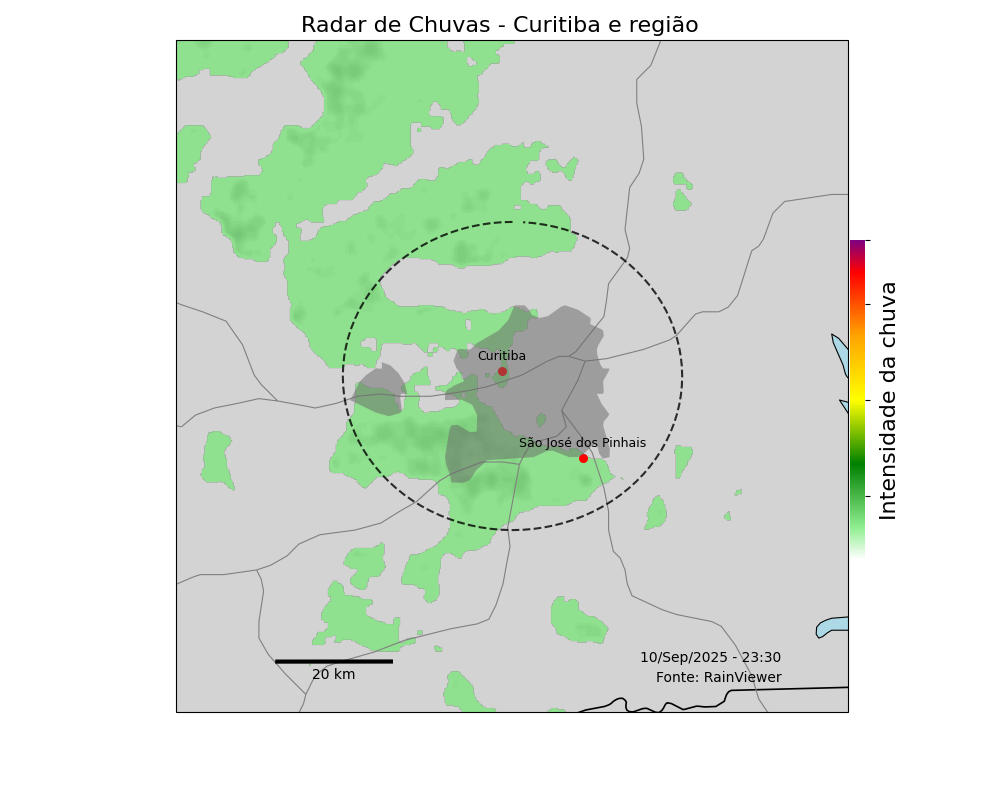 Radar de Chuvas - Curitiba e região
Curitiba
São José dos Pinhais
Intensidade da chuva
10/Sep/2025 - 23:30
Fonte: RainViewer
20 km